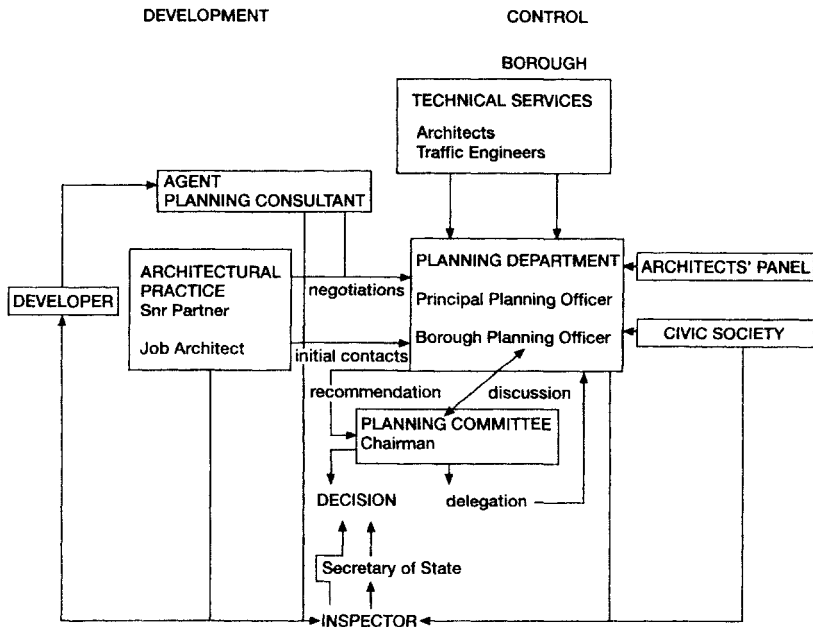 DEVELOPMENT
CONTROL
BOROUGH
TECHNICAL SERVICES
Architects
Traffic Engineers
AGENT
PLANNING CONSULTANT
ARCHITECTURAL
PRACTICE
Snr Partner
Job Architect
DEVELOPER
negotiations
initial contacts
PLANNING DEPARTMENT
Principal Planning Officer
Borough Planning Officer
ARCHITECTS' PANEL
CIVIC SOCIETY
recommendation
discussion
PLANNING COMMITTEE
Chairman
DECISION
delegation
Secretary of State
INSPECTOR